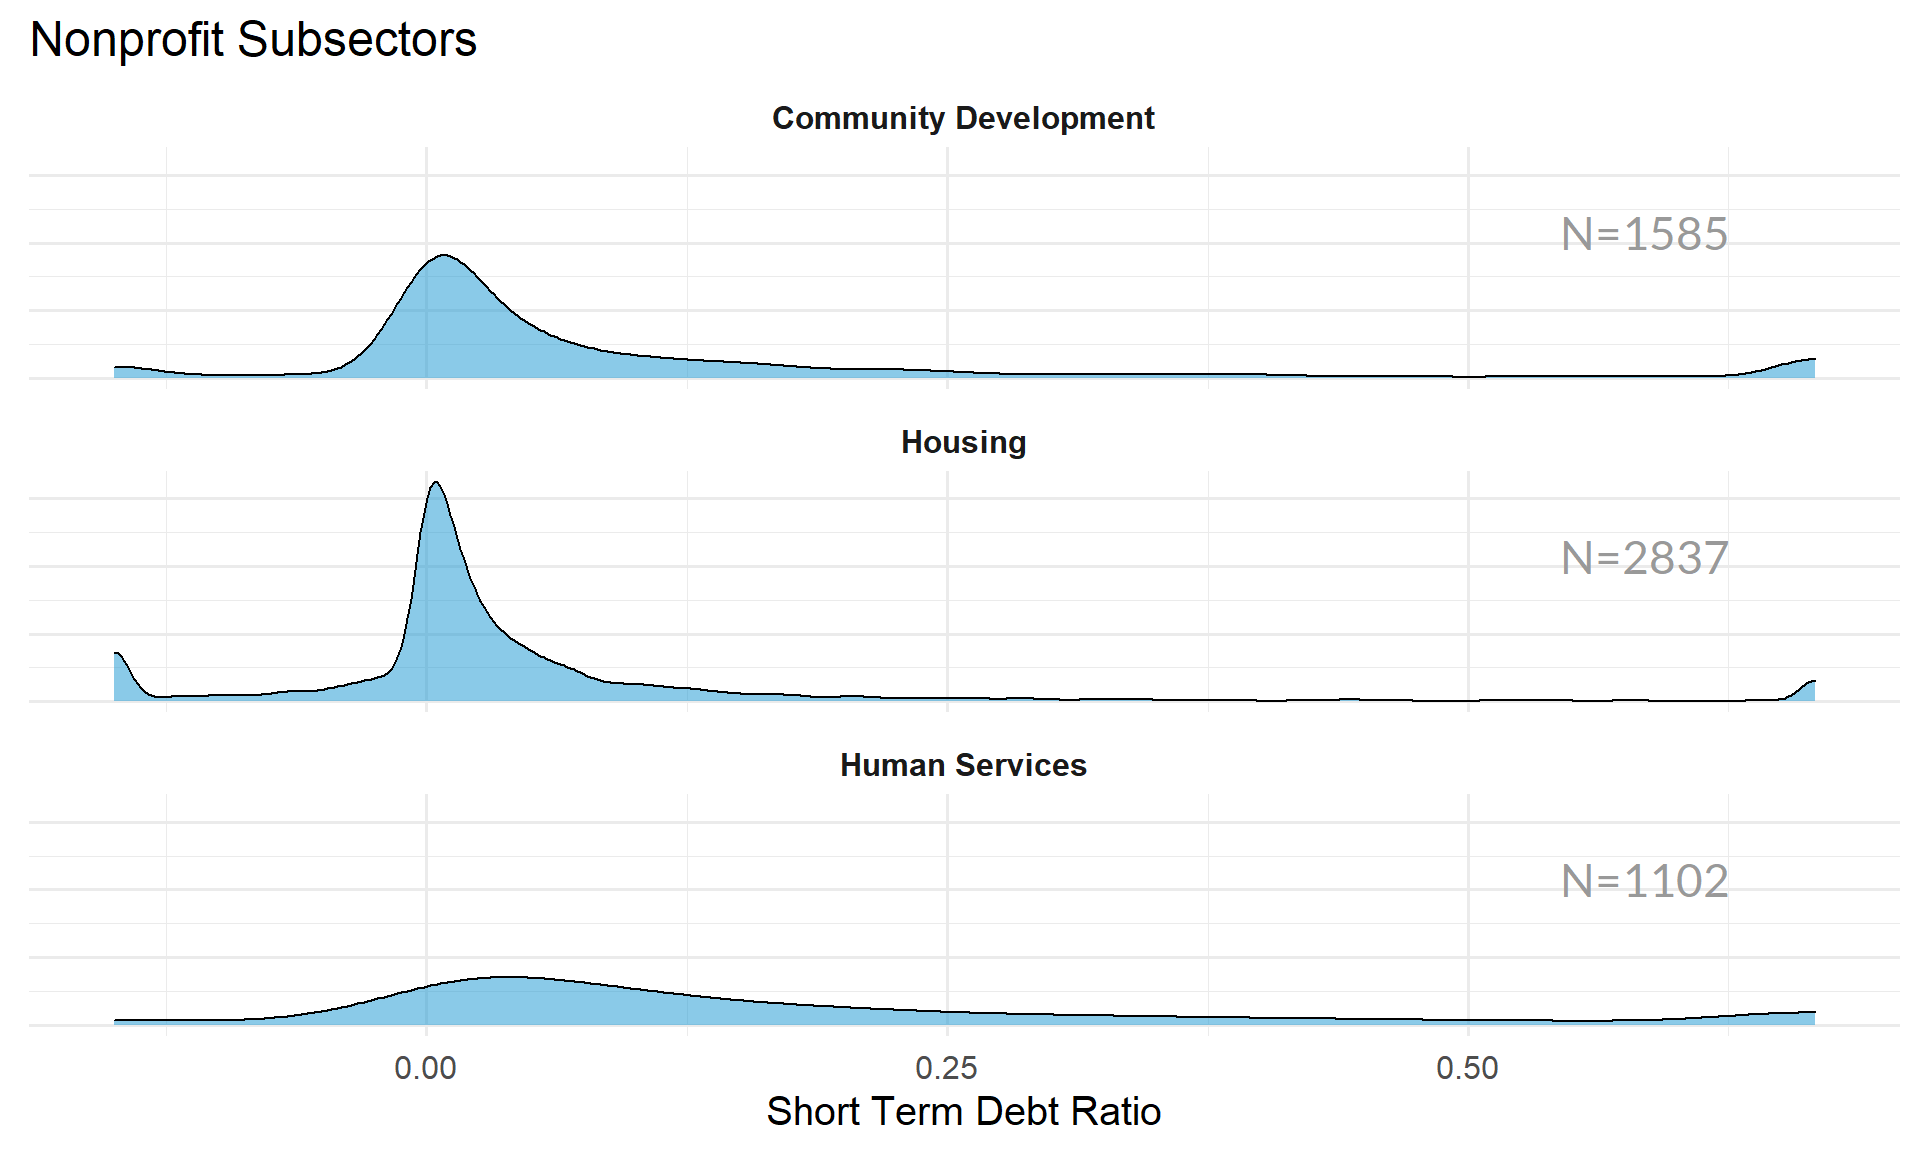 Nonprofit Subsectors
Community Development
N=1585
Housing
N=2837
Human Services
N=1102
0.00 0.25 0.50
Short Term Debt Ratio